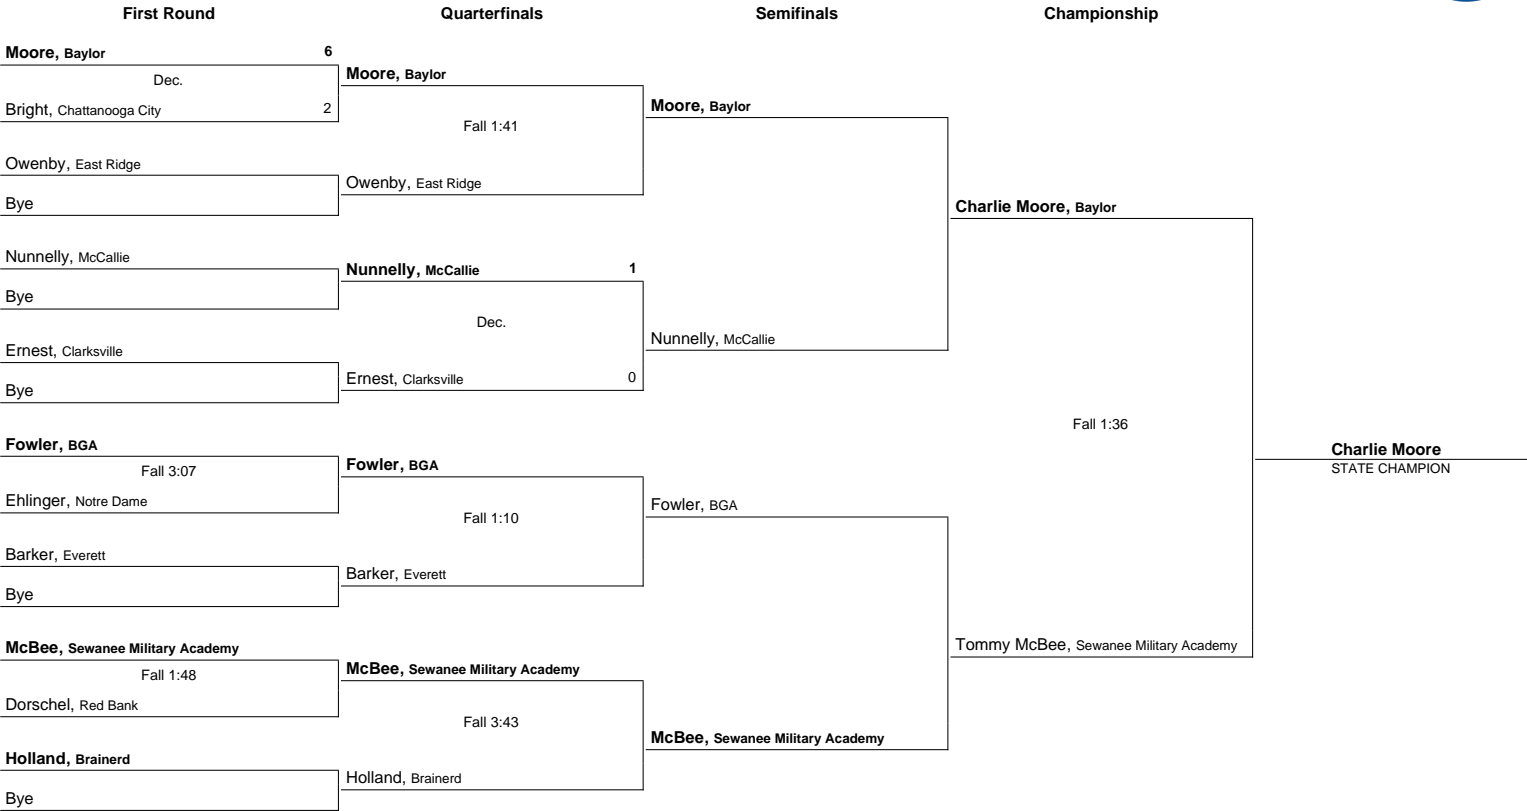 First Round
Quarterfinals
Semifinals
Championship
Moore, Baylor 6
Dec.
Bright, Chattanooga City 2
Owenby, East Ridge
Bye
Nunnelly, McCallie
Bye
Ernest, Clarksville
Bye
Fowler, BGA
Fall 3:07
Ehlinger, Notre Dame
Barker, Everett
Bye
McBee, Sewanee Military Academy
Fall 1:48
Dorschel, Red Bank
Holland, Brainerd
Bye
Moore, Baylor
Fall 1:41
Owenby, East Ridge
Nunnelly, McCallie 1
Dec.
Ernest, Clarksville 0
Fowler, BGA
Fall 1:10
Barker, Everett
McBee, Sewanee Military Academy
Fall 3:43
Holland, Brainerd
Moore, Baylor
Nunnelly, McCallie
Fowler, BGA
McBee, Sewanee Military Academy
Charlie Moore, Baylor
Fall 1:36
Tommy McBee, Sewanee Military Academy
Charlie Moore
STATE CHAMPION